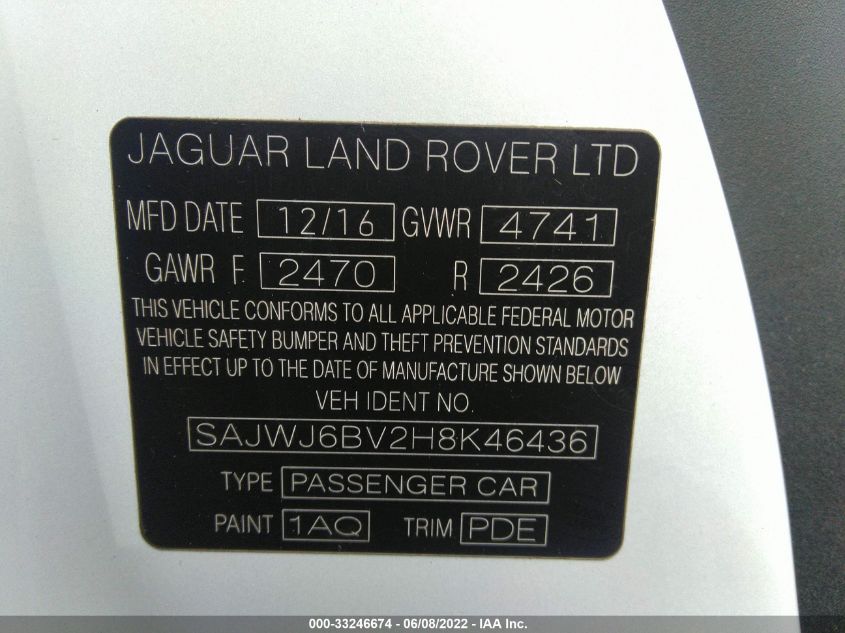 JAGUAR LAND ROVER LTD
MFD DATE 12/16 GVWR 4741
GAWR F 2470 R 2426
THIS VEHICLE CONFORMS TO ALL APPLICABLE FEDERAL MOTOR
VEHICLE SAFETY BUMPER AND THEFT PREVENTION STANDARDS
IN EFFECT UP TO THE DATE OF MANUFACTURE SHOWN BELOW
VEH IDENT NO.
SAJWJ6BV2H8K46436
TYPE PASSENGER CAR
PAINT 1AQ TRIM PDE
000-33246674 - 06/08/2022 - IAA Inc.